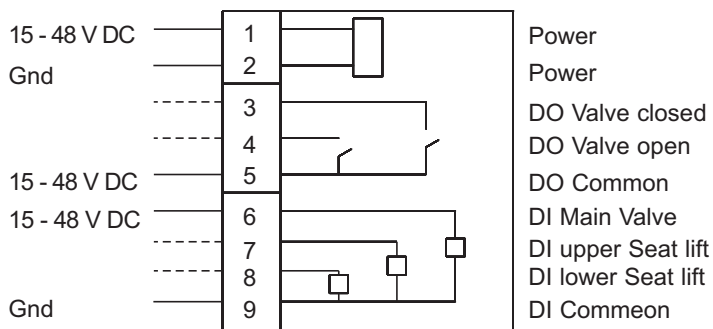 15 - 48 V DC 1 Power
Gnd 2 Power
3 DO Valve closed
4 DO Valve open
15 - 48 V DC 5 DO Common
15 - 48 V DC 6 DI Main Valve
7 DI upper Seat lift
8 DI lower Seat lift
Gnd 9 DI Commeon